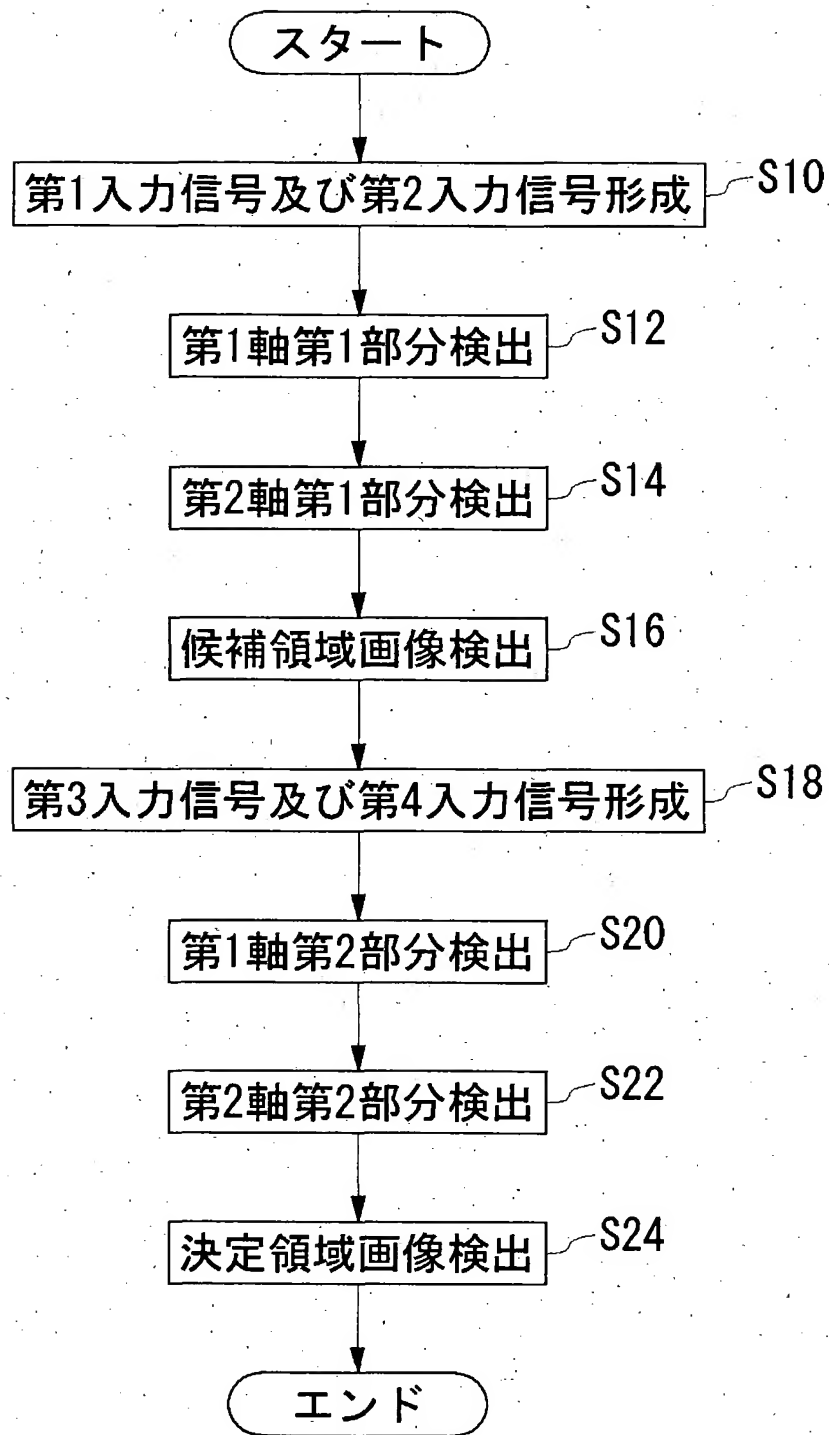 スタート
第1入力信号及び第2入力信号形成 S10
第1軸第1部分検出 S12
第2軸第1部分検出 S14
候補領域画像検出 S16
第3入力信号及び第4入力信号形成 S18
第1軸第2部分検出 S20
第2軸第2部分検出 S22
決定領域画像検出 S24
エンド